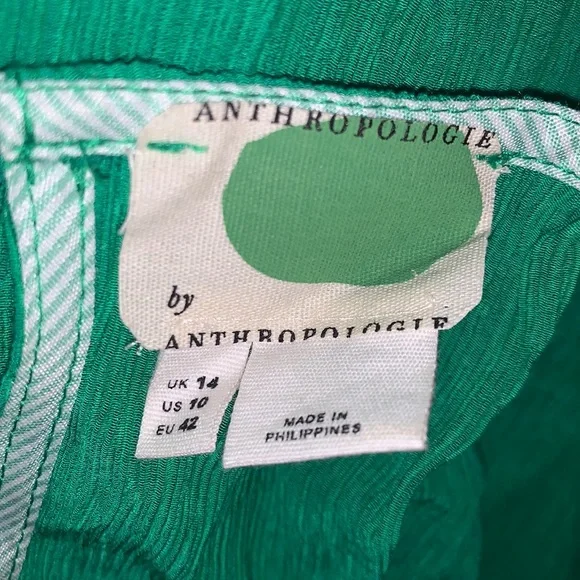 ANTHROPOLOGIE
by
ANTHROPOLOGIE
UK 14
US 10
EU 42
MADE IN
PHILIPPINES